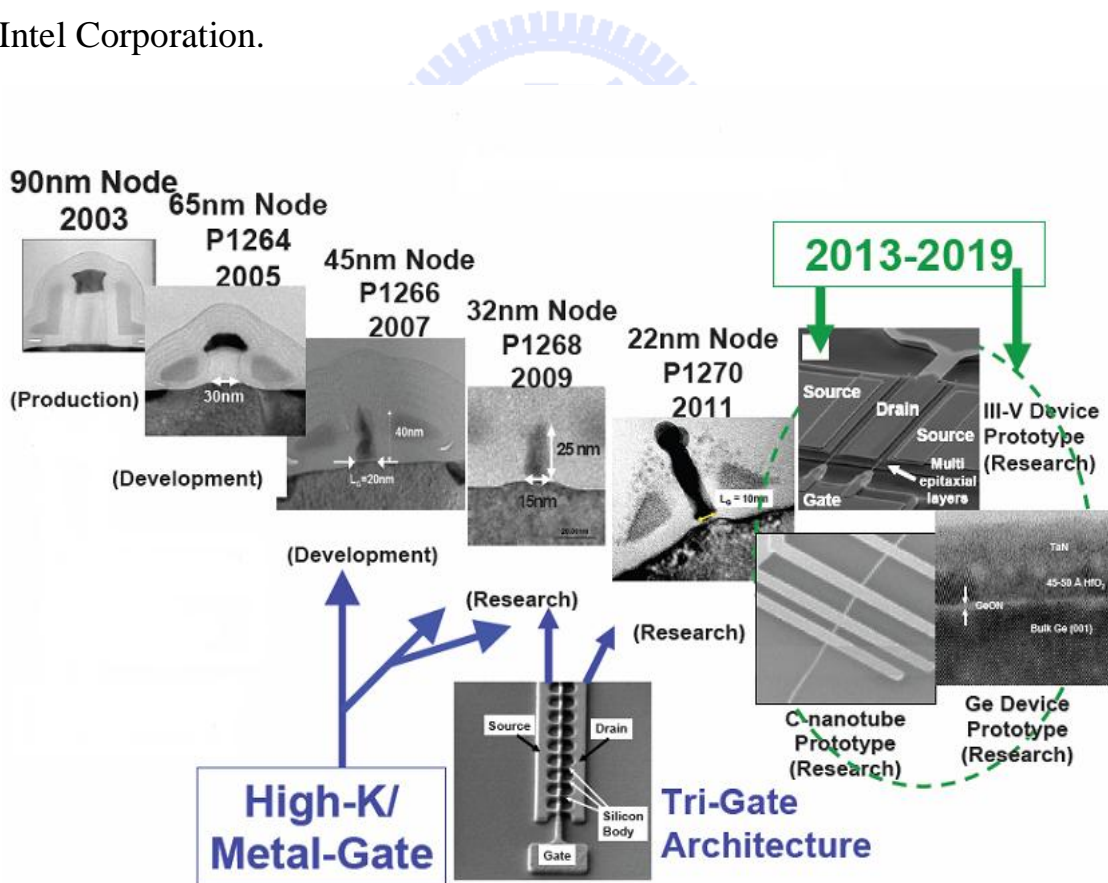 Intel Corporation.
90nm Node
2003
65nm Node
P1264
2005
45nm Node
P1266
2007
32nm Node
P1268
2009
22nm Node
P1270
2011
2013-2019
(Production)
30nm
(Development)
40nm
LG=20nm
(Development)
25 nm
15nm
(Research)
LG = 10nm
(Research)
Source
Drain
Source
Multi
epitaxial
layers
Gate
III-V Device
Prototype
(Research)
TaN
45-50 Å HfO2
GeON
Bulk Ge (001)
C-nanotube
Prototype
(Research)
Ge Device
Prototype
(Research)
High-K/
Metal-Gate
Source
Drain
Silicon
Body
Gate
Tri-Gate
Architecture